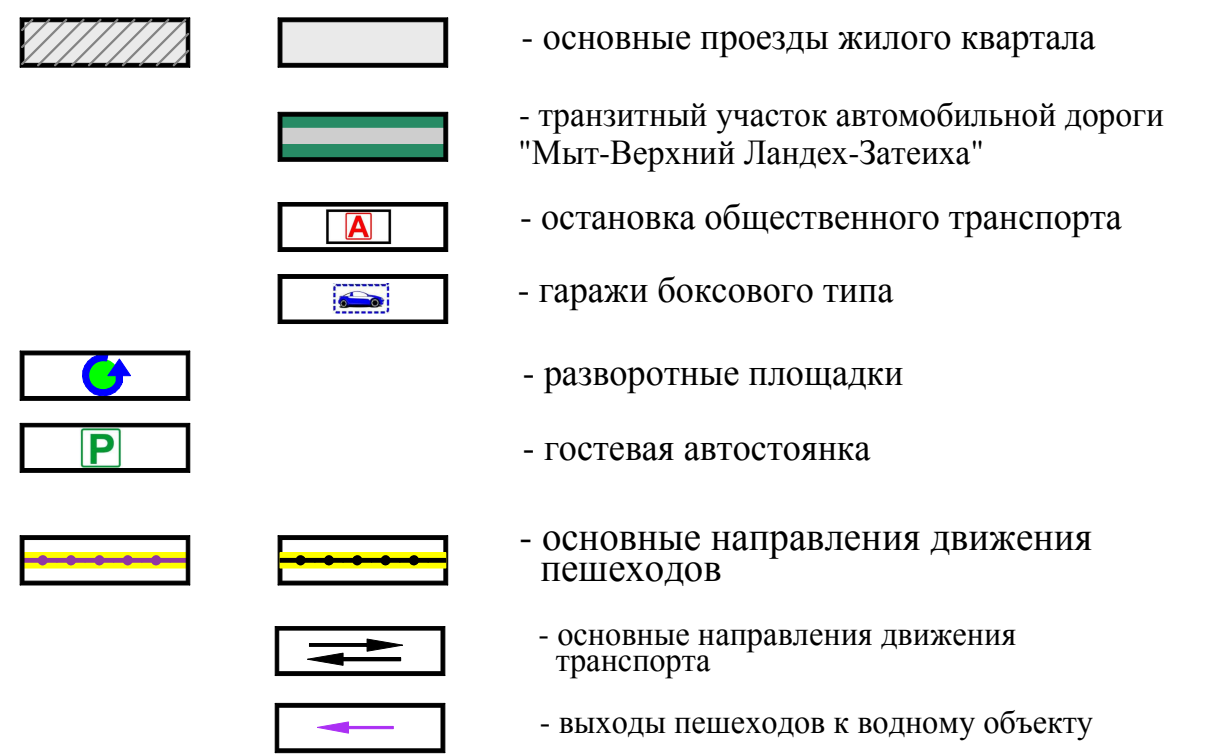 - основные проезды жилого квартала
- транзитный участок автомобильной дороги
"Мыт-Верхний Ландех-Затеиха"
A
- остановка общественного транспорта
- гаражи боксового типа
- разворотные площадки
P
- гостевая автостоянка
- основные направления движения
пешеходов
- основные направления движения
транспорта
- выходы пешеходов к водному объекту